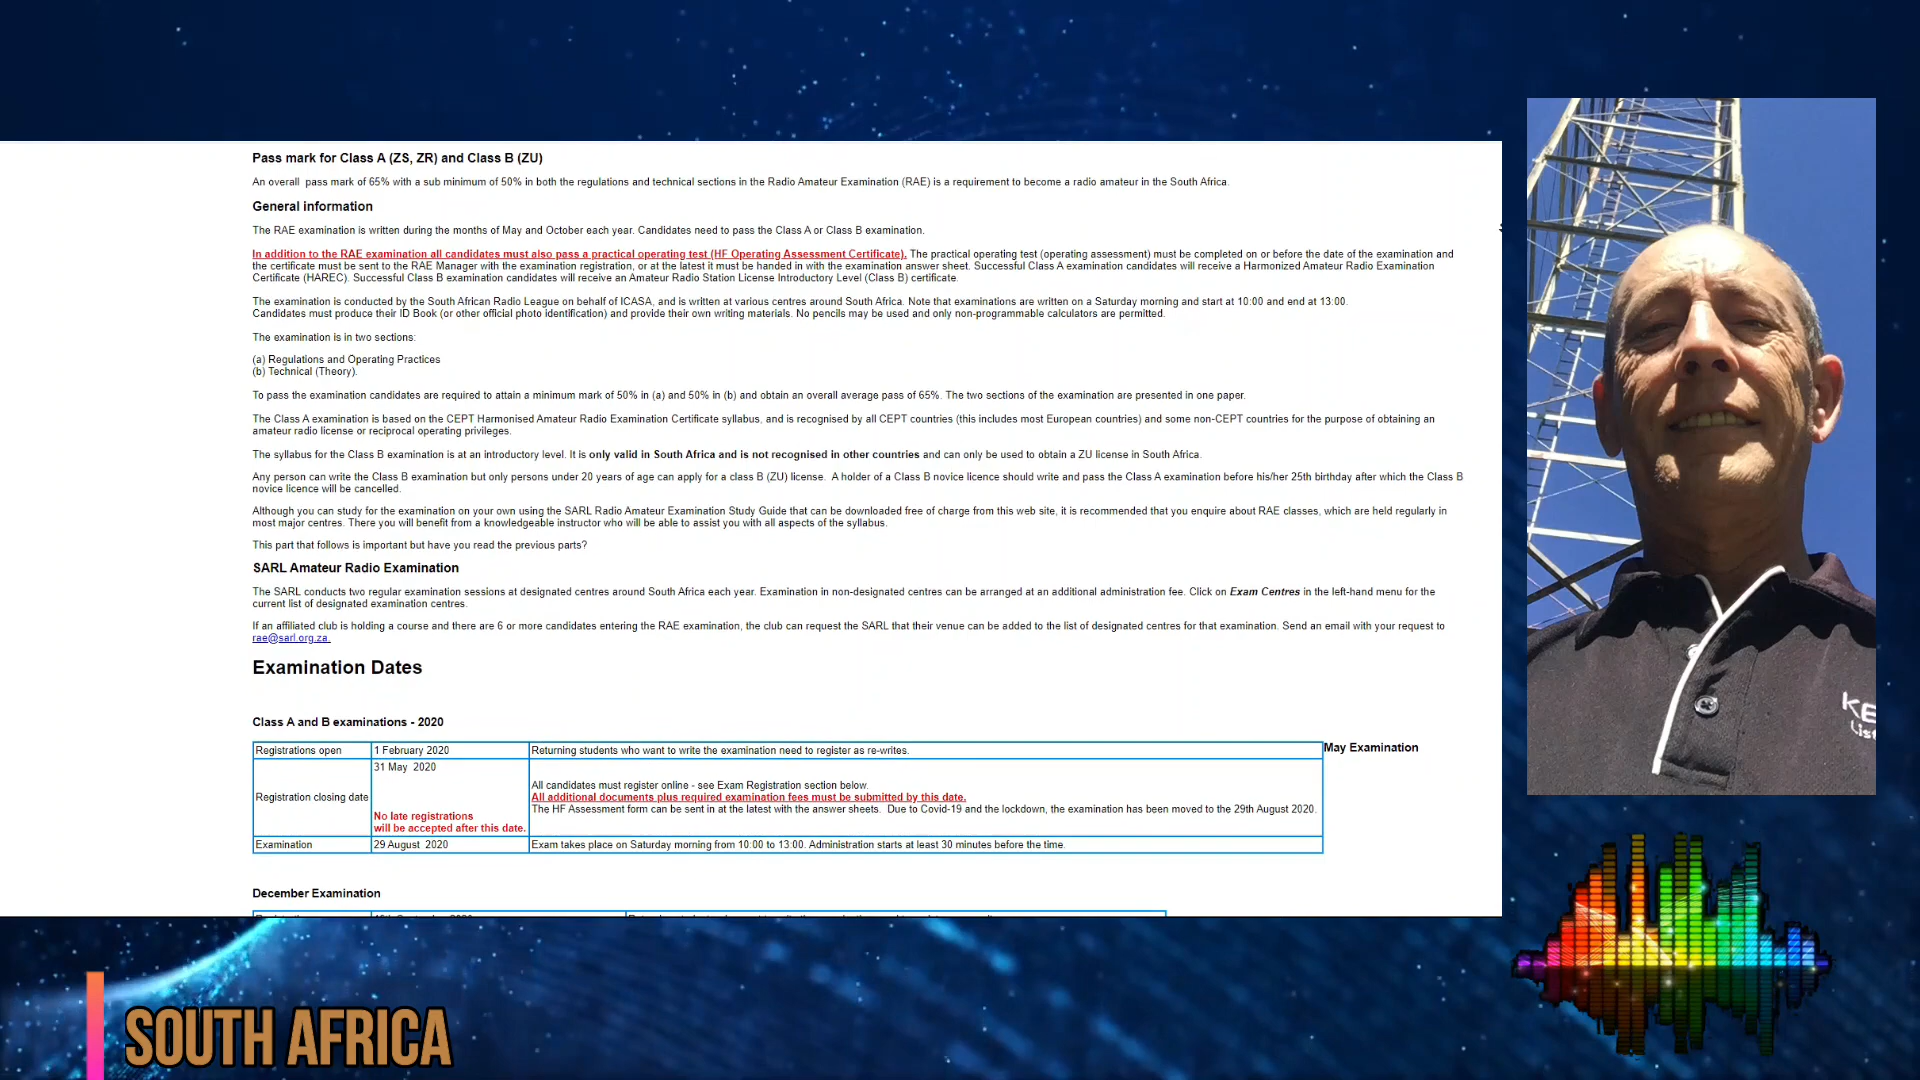 Pass mark for Class A (ZS, ZR) and Class B (ZU)
An overall pass mark of 65% with a sub minimum of 50% in both the regulations and technical sections in the Radio Amateur Examination (RAE) is a requirement to become a radio amateur in the South Africa.
General information
The RAE examination is written during the months of May and October each year. Candidates need to pass the Class A or Class B examination.
In addition to the RAE examination all candidates must also pass a practical operating test (HF Operating Assessment Certificate). The practical operating test (operating assessment) must be completed on or before the date of the examination and
the certificate must be sent to the RAE Manager with the examination registration, or at the latest it must be handed in with the examination answer sheet. Successful Class A examination candidates will receive a Harmonized Amateur Radio Examination
Certificate (HAREC). Successful Class B examination candidates will receive an Amateur Radio Station License Introductory Level (Class B) certificate.
The examination is conducted by the South African Radio League on behalf of ICASA, and is written at various centres around South Africa. Note that examinations are written on a Saturday morning and start at 10:00 and end at 13:00.
Candidates must produce their ID Book (or other official photo identification) and provide their own writing materials. No pencils may be used and only non-programmable calculators are permitted.
The examination is in two sections:
(a) Regulations and Operating Practices
(b) Technical (Theory).
To pass the examination candidates are required to attain a minimum mark of 50% in (a) and 50% in (b) and obtain an overall average pass of 65%. The two sections of the examination are presented in one paper.
The Class A examination is based on the CEPT Harmonised Amateur Radio Examination Certificate syllabus, and is recognised by all CEPT countries (this includes most European countries) and some non-CEPT countries for the purpose of obtaining an
amateur radio license or reciprocal operating privileges.
The syllabus for the Class B examination is at an introductory level. It is only valid in South Africa and is not recognised in other countries and can only be used to obtain a ZU license in South Africa.
Any person can write the Class B examination but only persons under 20 years of age can apply for a class B (ZU) license. A holder of a Class B novice licence should write and pass the Class A examination before his/her 25th birthday after which the Class B
novice licence will be cancelled.
Although you can study for the examination on your own using the SARL Radio Amateur Examination Study Guide that can be downloaded free of charge from this web site, it is recommended that you enquire about RAE classes, which are held regularly in
most major centres. There you will benefit from a knowledgeable instructor who will be able to assist you with all aspects of the syllabus.
This part that follows is important but have you read the previous parts?
SARL Amateur Radio Examination
The SARL conducts two regular examination sessions at designated centres around South Africa each year. Examination in non-designated centres can be arranged at an additional administration fee. Click on Exam Centres in the left-hand menu for the
current list of designated examination centres.
If an affiliated club is holding a course and there are 6 or more candidates entering the RAE examination, the club can request the SARL that their venue can be added to the list of designated centres for that examination. Send an email with your request to
rae@sarl.org.za.
Examination Dates
Class A and B examinations - 2020
May Examination
Registrations open 1 February 2020 Returning students who want to write the examination need to register as re-writes.
31 May 2020
All candidates must register online - see Exam Registration section below.
Registration closing date All additional documents plus required examination fees must be submitted by this date.
The HF Assessment form can be sent in at the latest with the answer sheets. Due to Covid-19 and the lockdown, the examination has been moved to the 29th August 2020.
No late registrations
will be accepted after this date.
Examination 29 August 2020 Exam takes place on Saturday morning from 10:00 to 13:00. Administration starts at least 30 minutes before the time.
December Examination
SOUTH AFRICA